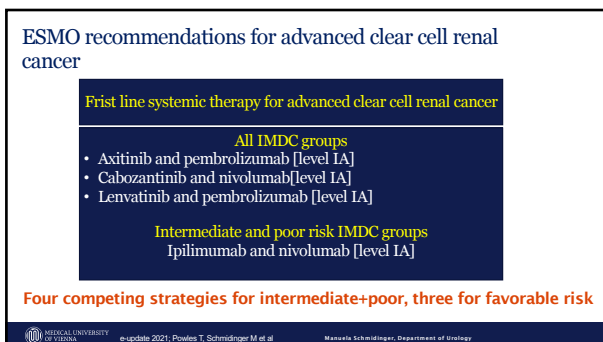 ESMO recommendations for advanced clear cell renal
cancer
Frist line systemic therapy for advanced clear cell renal cancer
All IMDC groups
• Axitinib and pembrolizumab [level IA]
• Cabozantinib and nivolumab[level IA]
• Lenvatinib and pembrolizumab [level IA]
Intermediate and poor risk IMDC groups
Ipilimumab and nivolumab [level IA]
Four competing strategies for intermediate+poor, three for favorable risk
MEDICAL UNIVERSITY
OF VIENNA
e-update 2021; Powles T, Schmidinger M et al
Manuela Schmidinger, Department of Urology